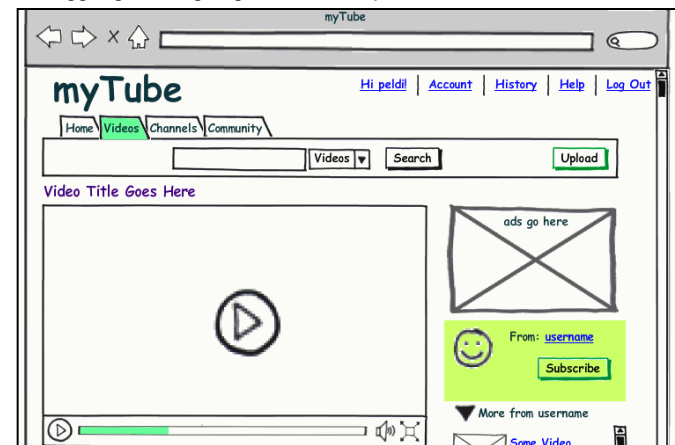 myTube
myTube
Hi peldi! Account History Help Log Out
Home Videos Channels Community
Videos Search Upload
Video Title Goes Here
ads go here
From: username
Subscribe
More from username
Some Video